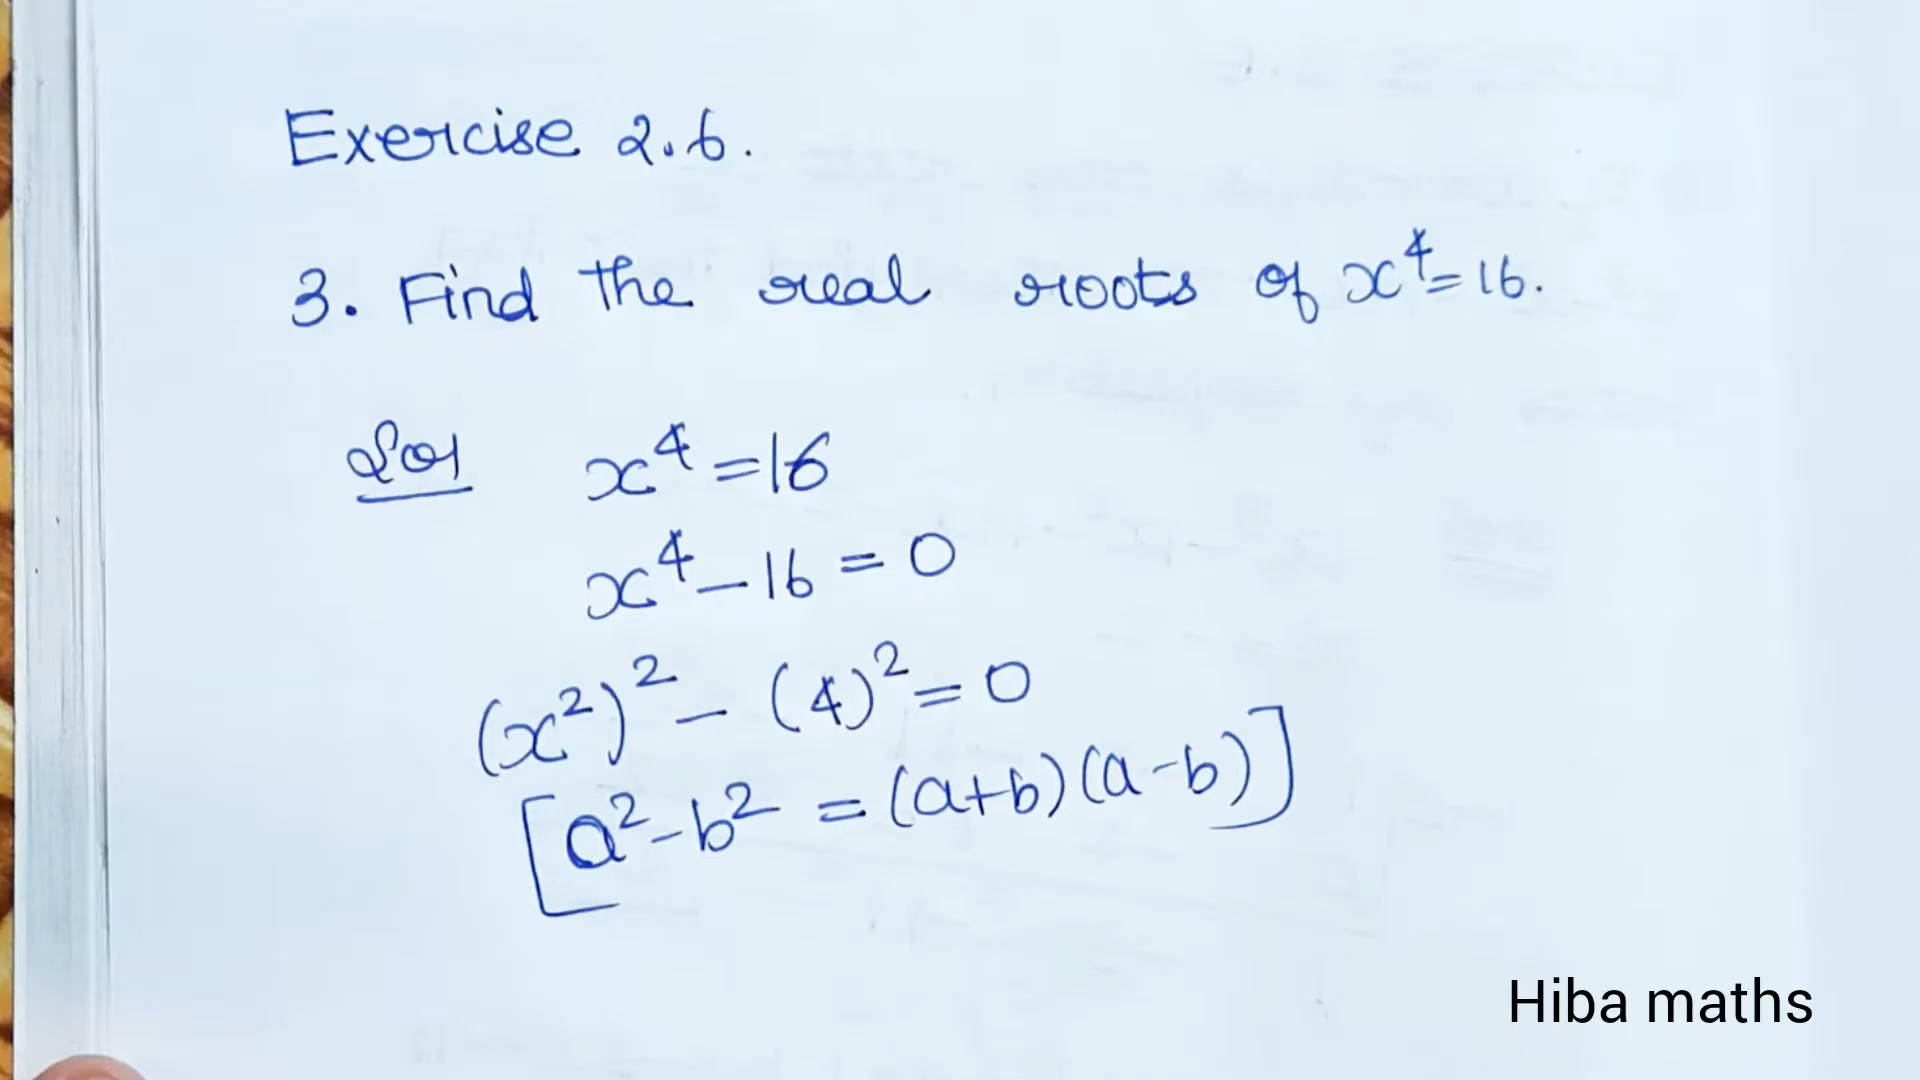 Exercise 2.6.
3. Find the real roots of x⁴=16.
Sol x⁴=16
x⁴-16=0
(x²)²-(4)²=0
[a²-b²=(a+b)(a-b)]
Hiba maths